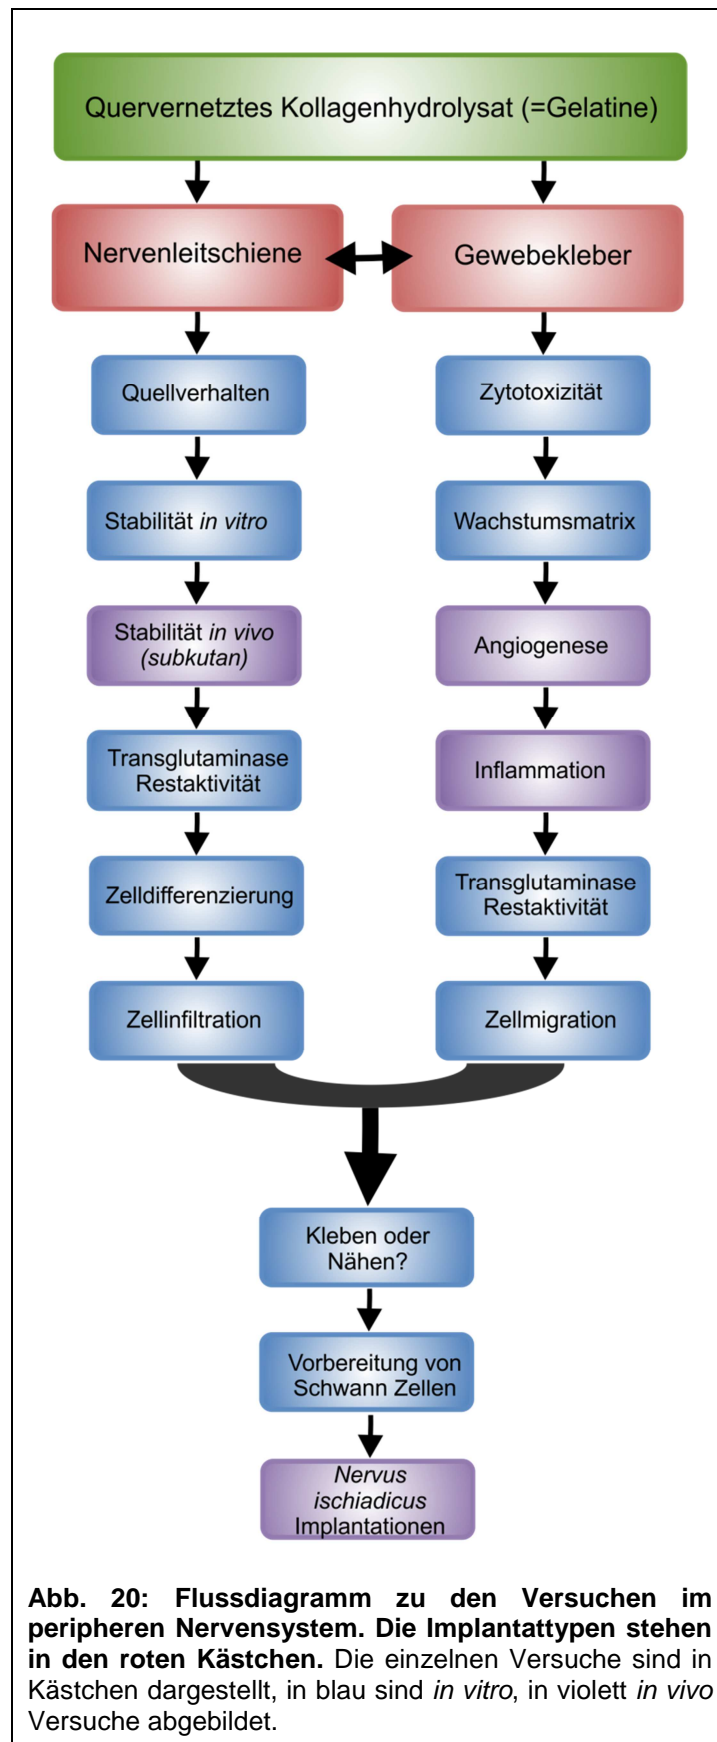 Quervernetztes Kollagenhydrolysat (=Gelatine)
Nervenleitschiene
Gewebekleber
Quellverhalten
Zytotoxizität
Stabilität in vitro
Wachstumsmatrix
Stabilität in vivo
(subkutan)
Angiogenese
Transglutaminase
Restaktivität
Inflammation
Zelldifferenzierung
Transglutaminase
Restaktivität
Zellinfiltration
Zellmigration
Kleben oder
Nähen?
Vorbereitung von
Schwann Zellen
Nervus
ischiadicus
Implantationen
Abb. 20: Flussdiagramm zu den Versuchen im
peripheren Nervensystem. Die Implantattypen stehen
in den roten Kästchen. Die einzelnen Versuche sind in
Kästchen dargestellt, in blau sind in vitro, in violett in vivo
Versuche abgebildet.